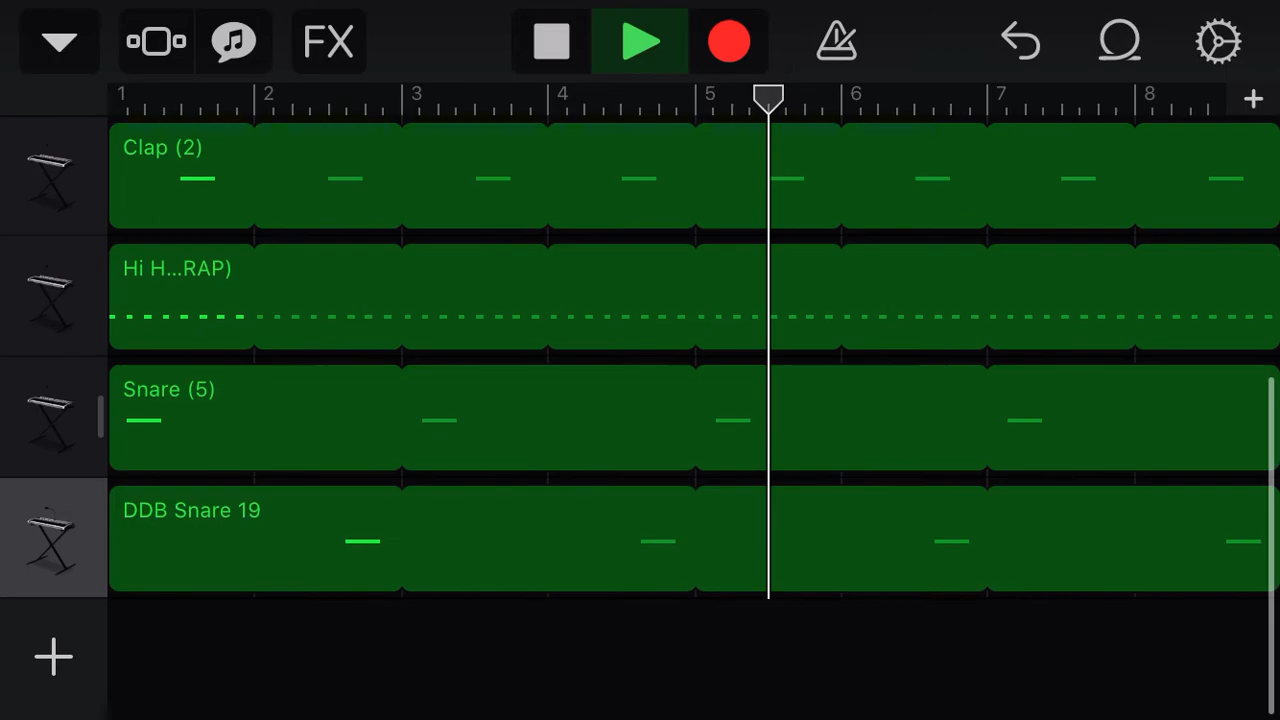 FX
1 2 3 4 5 6 7 8
Clap (2)
Hi H...RAP)
Snare (5)
DDB Snare 19